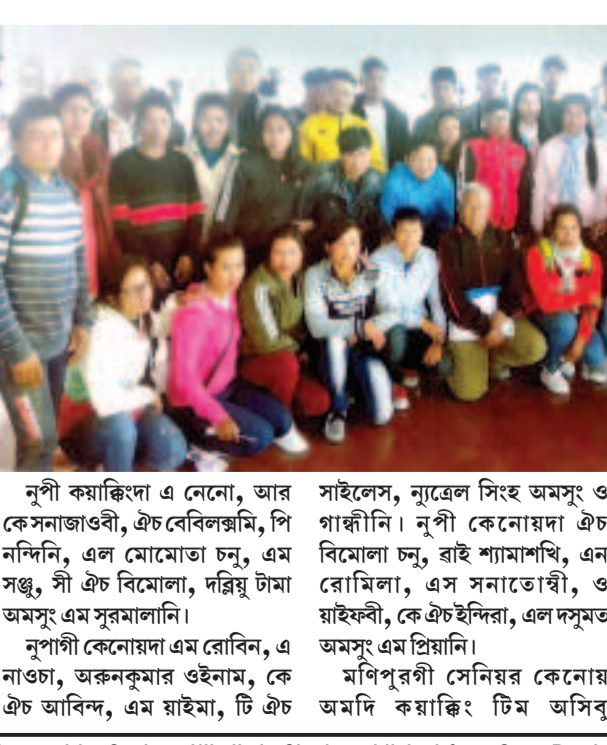 নুপী কয়াক্কিংদা এ নেনো, আর
কে সনাজাওবী, ঐচ বেবিলক্সমি, পি
নন্দিনি, এল মোমোতা চনু, এম
সঞ্জু, সী ঐচ বিমোলা, দব্লিয়ু টামা
অমসুং এম সুরমালানি।
নুপাগী কেনোয়দা এম রোবিন, এ
নাওচা, অরুনকুমার ওইনাম, কে
ঐচ আবিন্দ, এম য়াইমা, টি ঐচ
সাইলেস, ন্যুত্রেল সিংহ অমসুং ও
গান্ধীনি। নুপী কেনোয়দা ঐচ
বিমোলা চনু, ৱাই শ্যামাশখি, এন
রোমিলা, এস সনাতোম্বী, ও
য়াইফবী, কে ঐচ ইন্দিরা, এল দসুমত
অমসুং এম প্রিয়ানি।
মণিপুরগী সেনিয়র কেনোয়
অমদি কয়াক্কিং টিম অসিবু